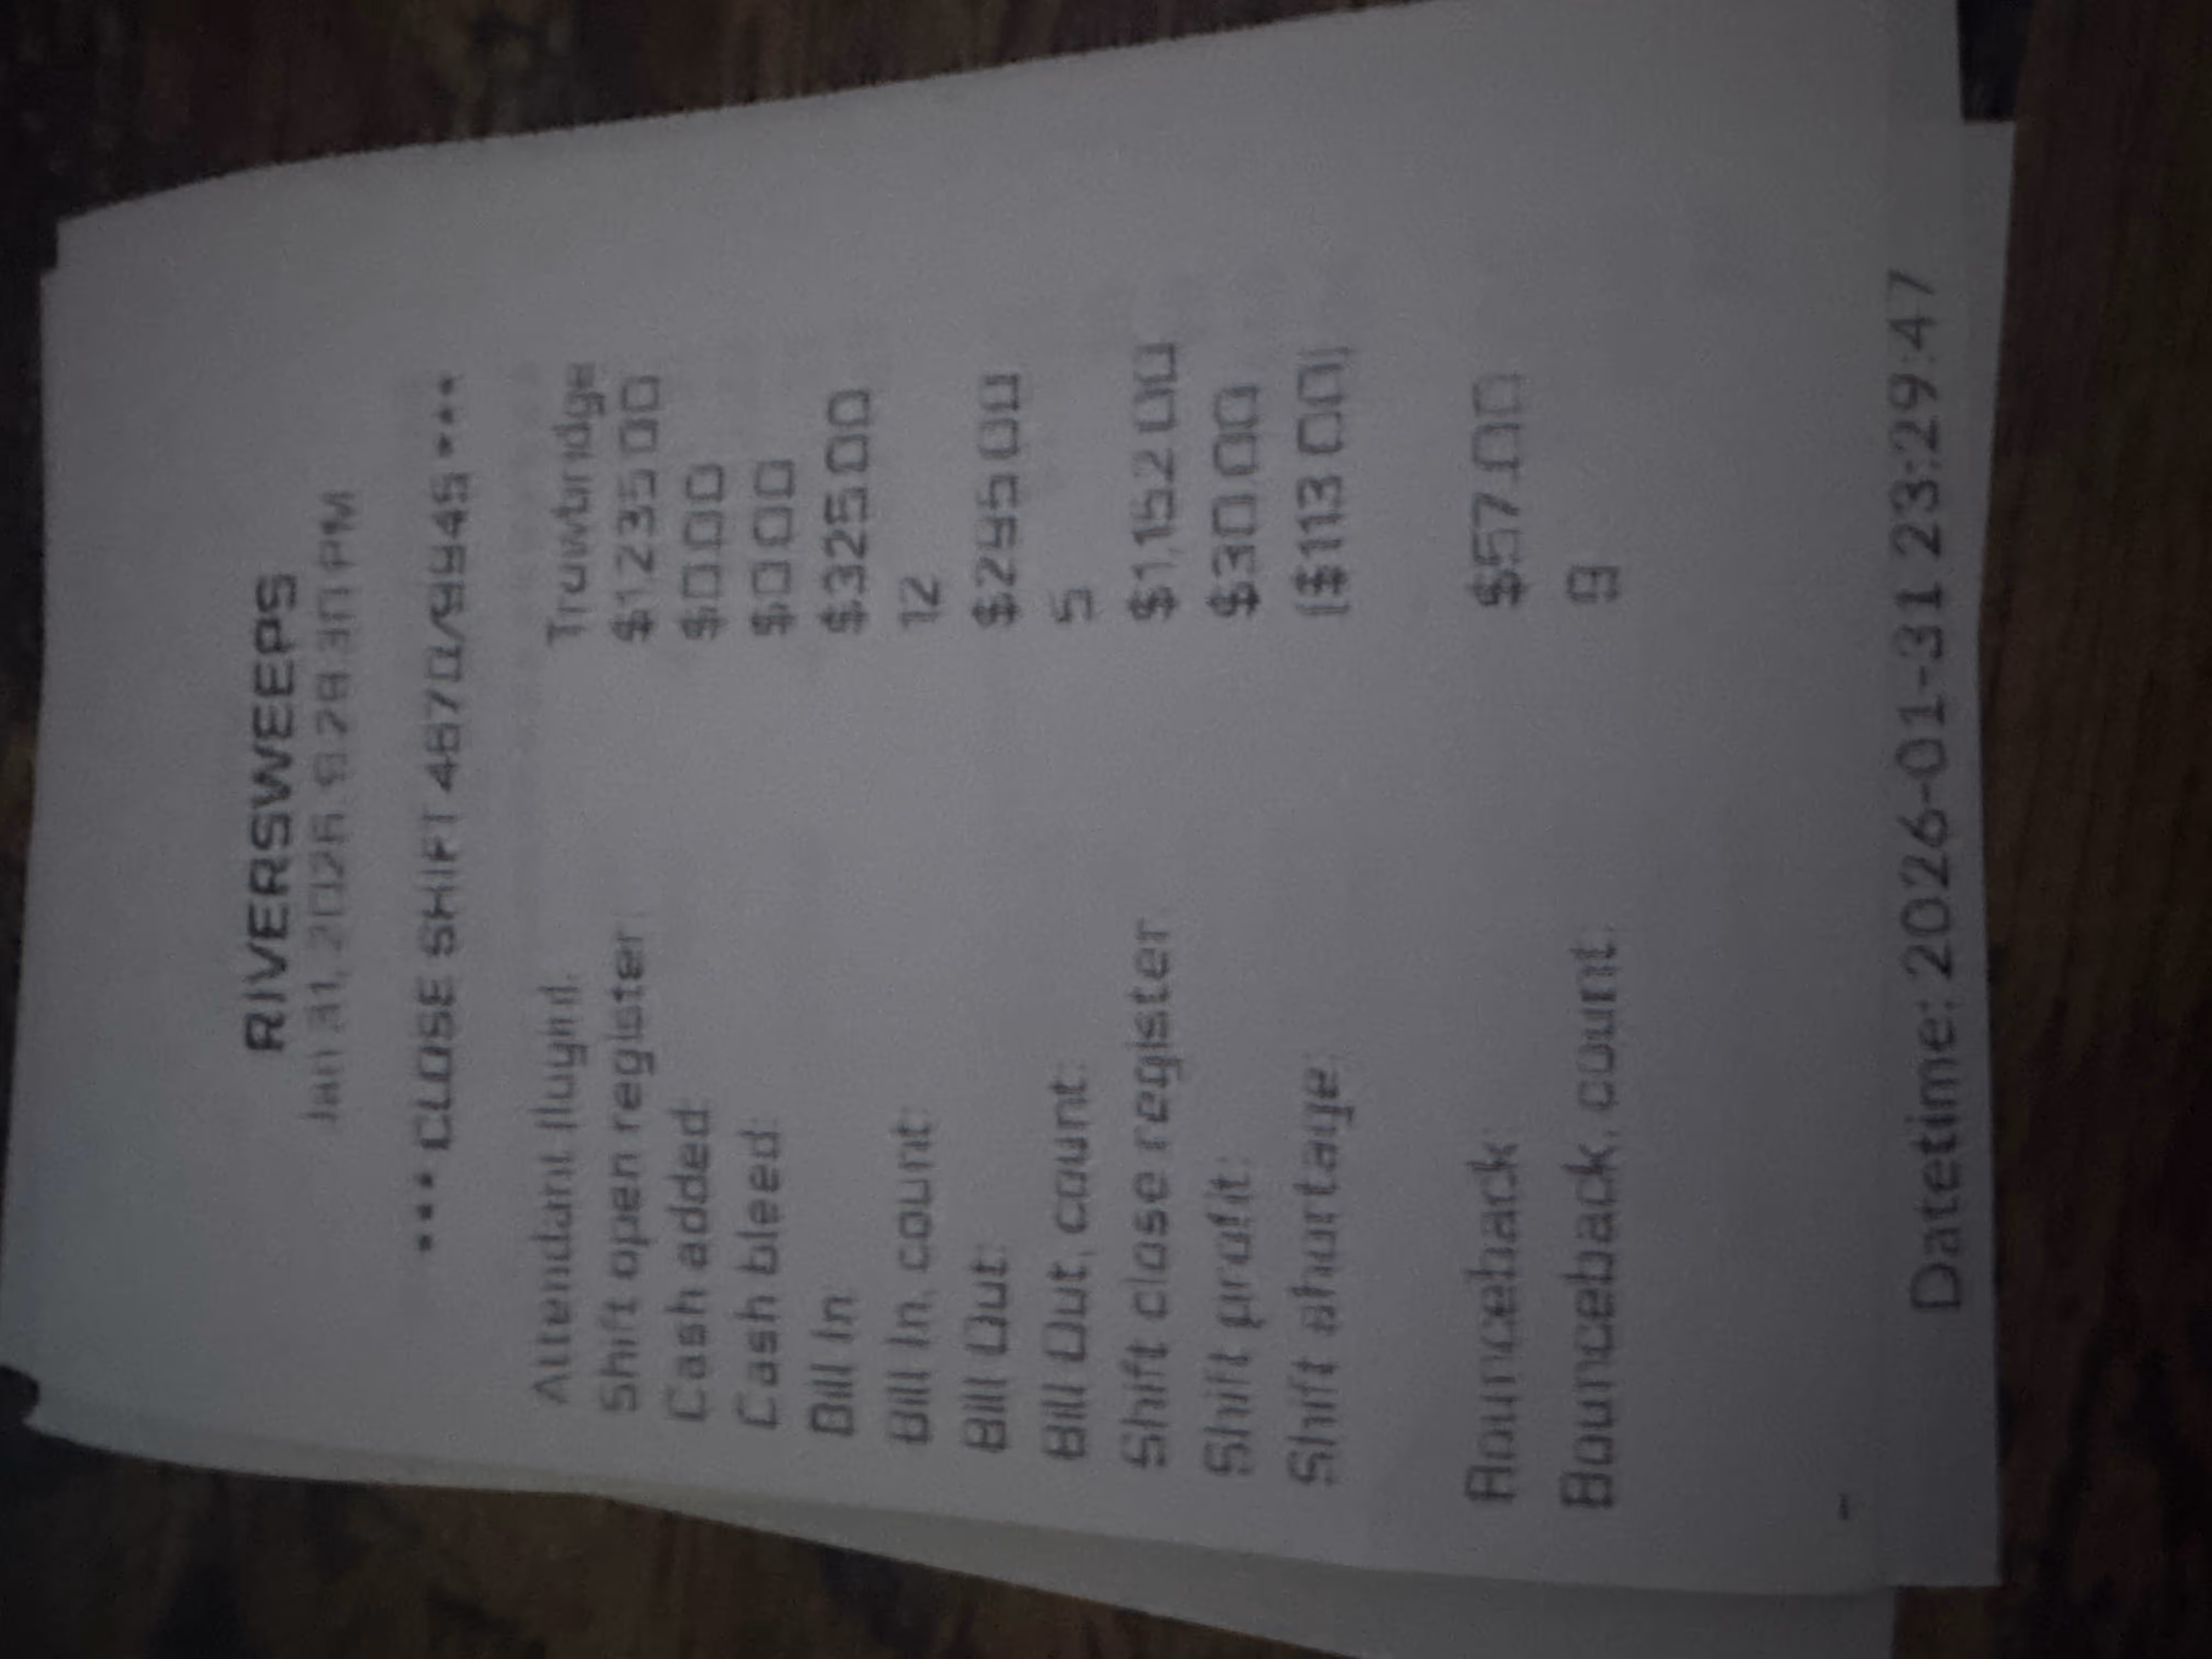 RIVERSWEEPS
Jan 31, 2026, 9:29:30 PM
*** CLOSE SHIFT ***
Attendant login: Trowbridge
Shift open register: $1,235.00
Cash added: $0.00
Cash bleed: $0.00
Bill In: $325.00
Bill In, count: 12
Bill Out: $295.00
Bill Out, count: 5
Shift close register: $1,152.00
Shift profit: $30.00
Shift shortage: ($113.00)
Bounceback: $57.00
Bounceback, count: 9
Datetime: 2026-01-31 23:29:47